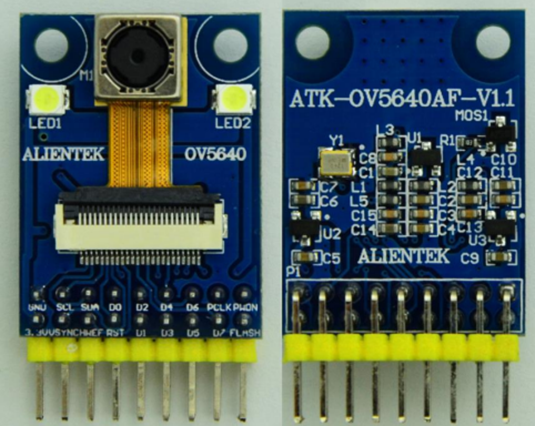 M1
LED1 LED2
ALIENTEK OV5640
GND SCL SDA D0 D2 D4 D6 PCLK PWDN
3.3V VSYNC HREF RST D1 D3 D5 D7 FLASH
ATK-OV5640AF-V1.1
MOS1
Y1 L3 U1 R1
C8 L4 C10
C1 C12 C11
C7 L1 L2
C6 L5 C2
C15 C3
U2 C14 C4 C13 U3
C5 ALIENTEK C9
P1